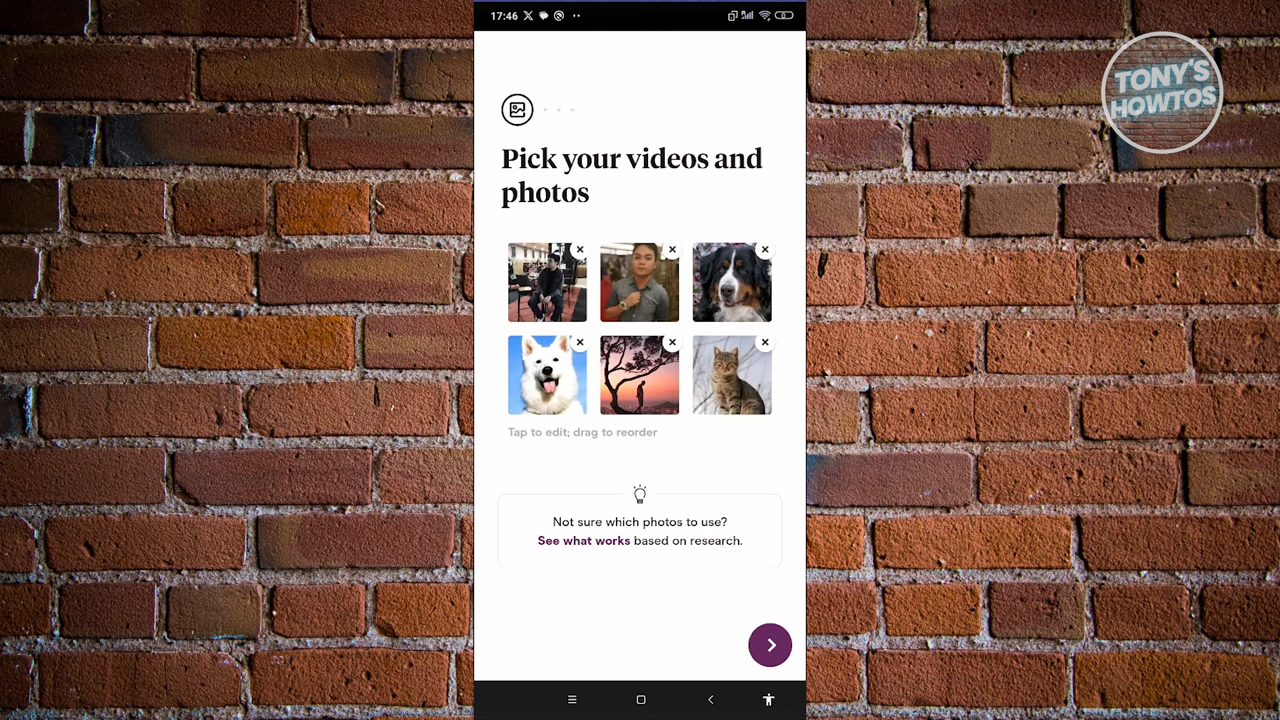 17:46
TONY'S
HOWTOS
Pick your videos and
photos
Tap to edit; drag to reorder
Not sure which photos to use?
See what works based on research.